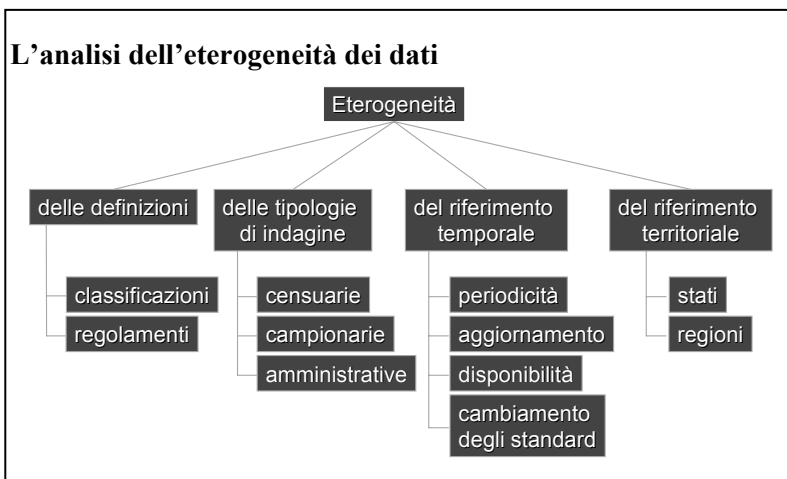 L’analisi dell’eterogeneità dei dati
Eterogeneità
delle definizioni
classificazioni
regolamenti
delle tipologie
di indagine
censuarie
campionarie
amministrative
del riferimento
temporale
periodicità
aggiornamento
disponibilità
cambiamento
degli standard
del riferimento
territoriale
stati
regioni